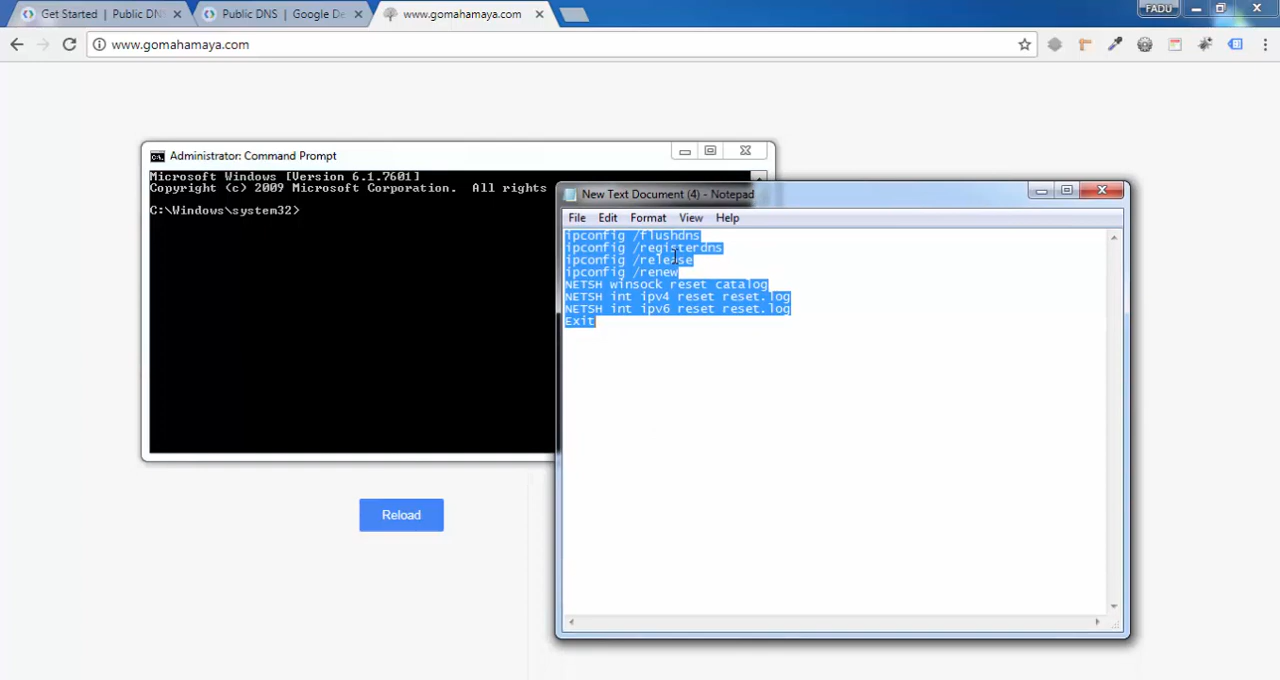 Get Started | Public DN
Public DNS | Google De
www.gomahamaya.com
FADU
www.gomahamaya.com
Administrator: Command Prompt
Microsoft Windows [Version 6.1.7601]
Copyright (c) 2009 Microsoft Corporation. All rights
C:\Windows\system32>
New Text Document (4) - Notepad
File Edit Format View Help
ipconfig /flushdns
ipconfig /registerdns
ipconfig /release
ipconfig /renew
NETSH winsock reset catalog
NETSH int ipv4 reset reset.log
NETSH int ipv6 reset reset.log
Exit
Reload